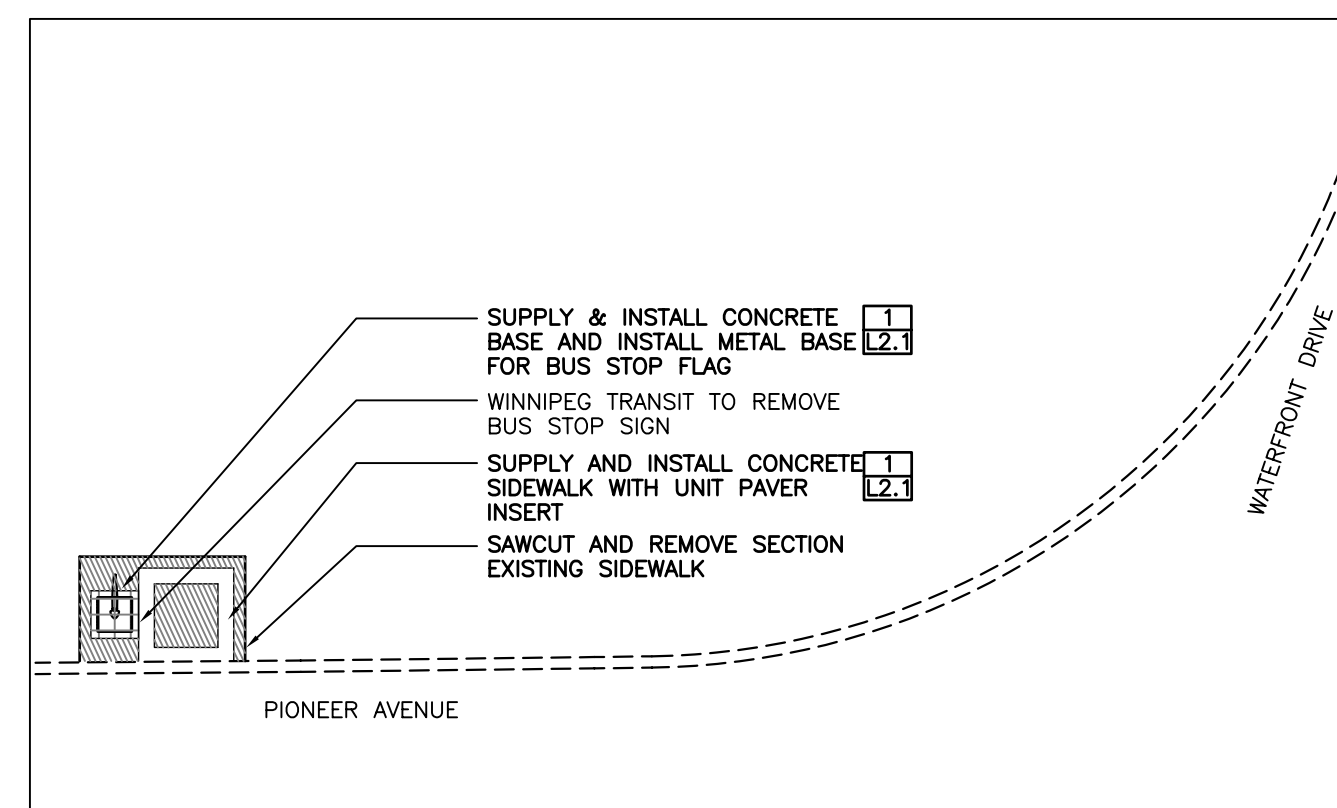 SUPPLY & INSTALL CONCRETE 1
BASE AND INSTALL METAL BASE L2.1
FOR BUS STOP FLAG
WINNIPEG TRANSIT TO REMOVE
BUS STOP SIGN
SUPPLY AND INSTALL CONCRETE 1
SIDEWALK WITH UNIT PAVER L2.1
INSERT
SAWCUT AND REMOVE SECTION
EXISTING SIDEWALK
WATERFRONT DRIVE
PIONEER AVENUE